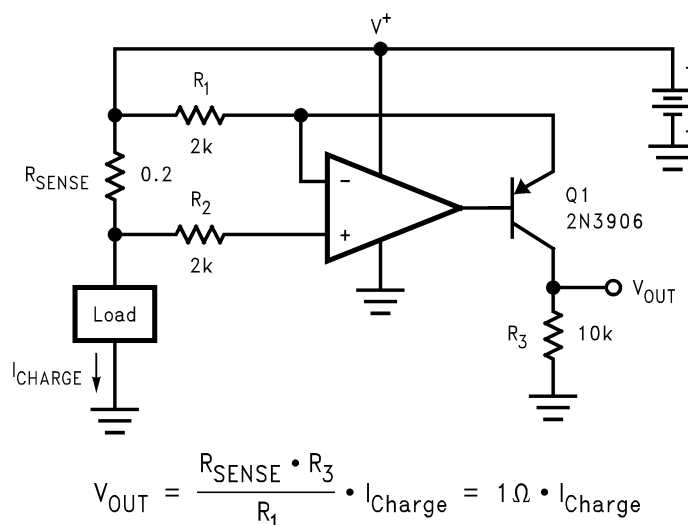 V+
R1
2k
RSENSE
0.2
R2
2k
−
+
Q1
2N3906
Load
ICHARGE
VOUT
R3
10k
VOUT = RSENSE • R3 / R1 • ICharge = 1Ω • ICharge